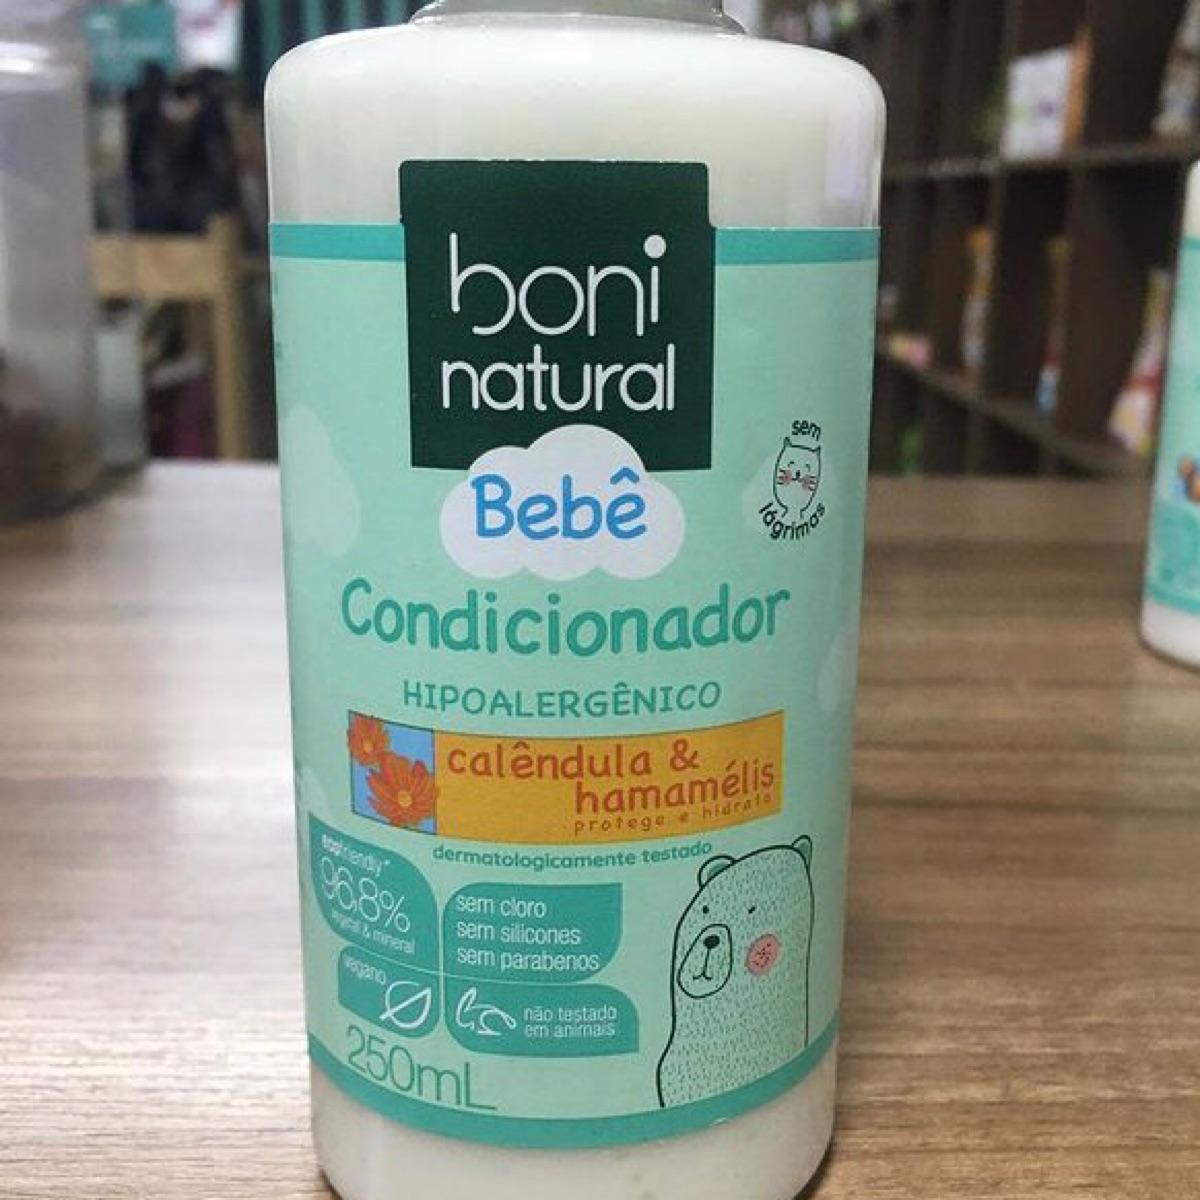 boni
natural
Bebê
sem
lágrimas
Condicionador
HIPOALERGÊNICO
calêndula &
hamamélis
protege e hidrata
dermatologicamente testado
ecofriendly
96,8%
vegetal & mineral
sem cloro
sem silicones
sem parabenos
vegano
não testado
em animais
250mL